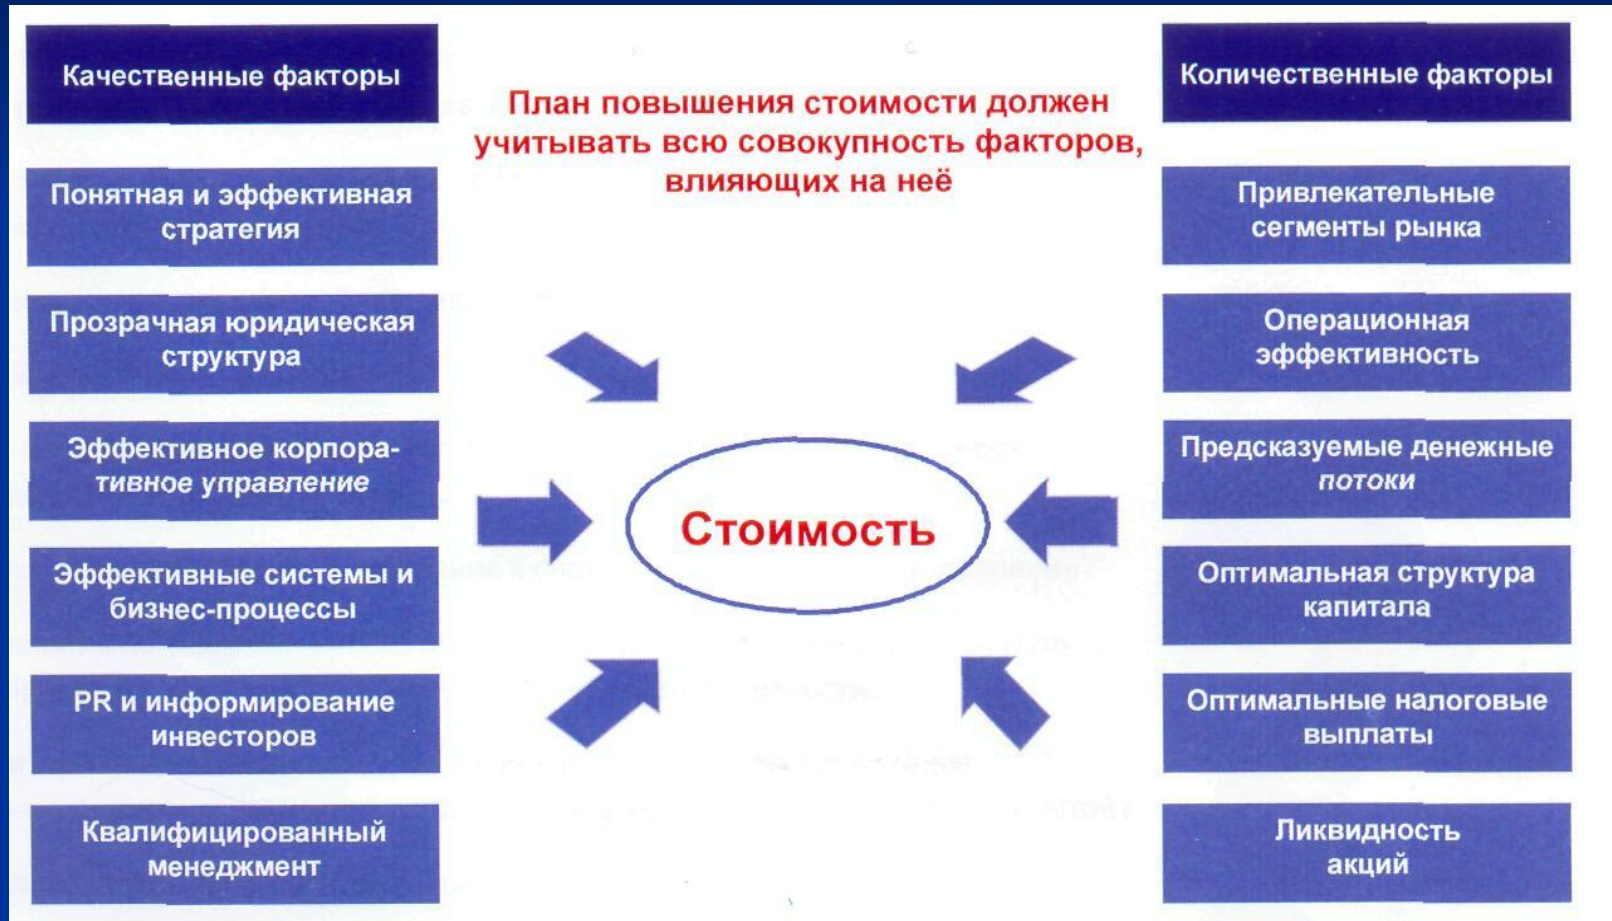 Качественные факторы
Понятная и эффективная
стратегия
Прозрачная юридическая
структура
Эффективное корпора-
тивное управление
Эффективные системы и
бизнес-процессы
PR и информирование
инвесторов
Квалифицированный
менеджмент
План повышения стоимости должен
учитывать всю совокупность факторов,
влияющих на неё
Стоимость
Количественные факторы
Привлекательные
сегменты рынка
Операционная
эффективность
Предсказуемые денежные
потоки
Оптимальная структура
капитала
Оптимальные налоговые
выплаты
Ликвидность
акций